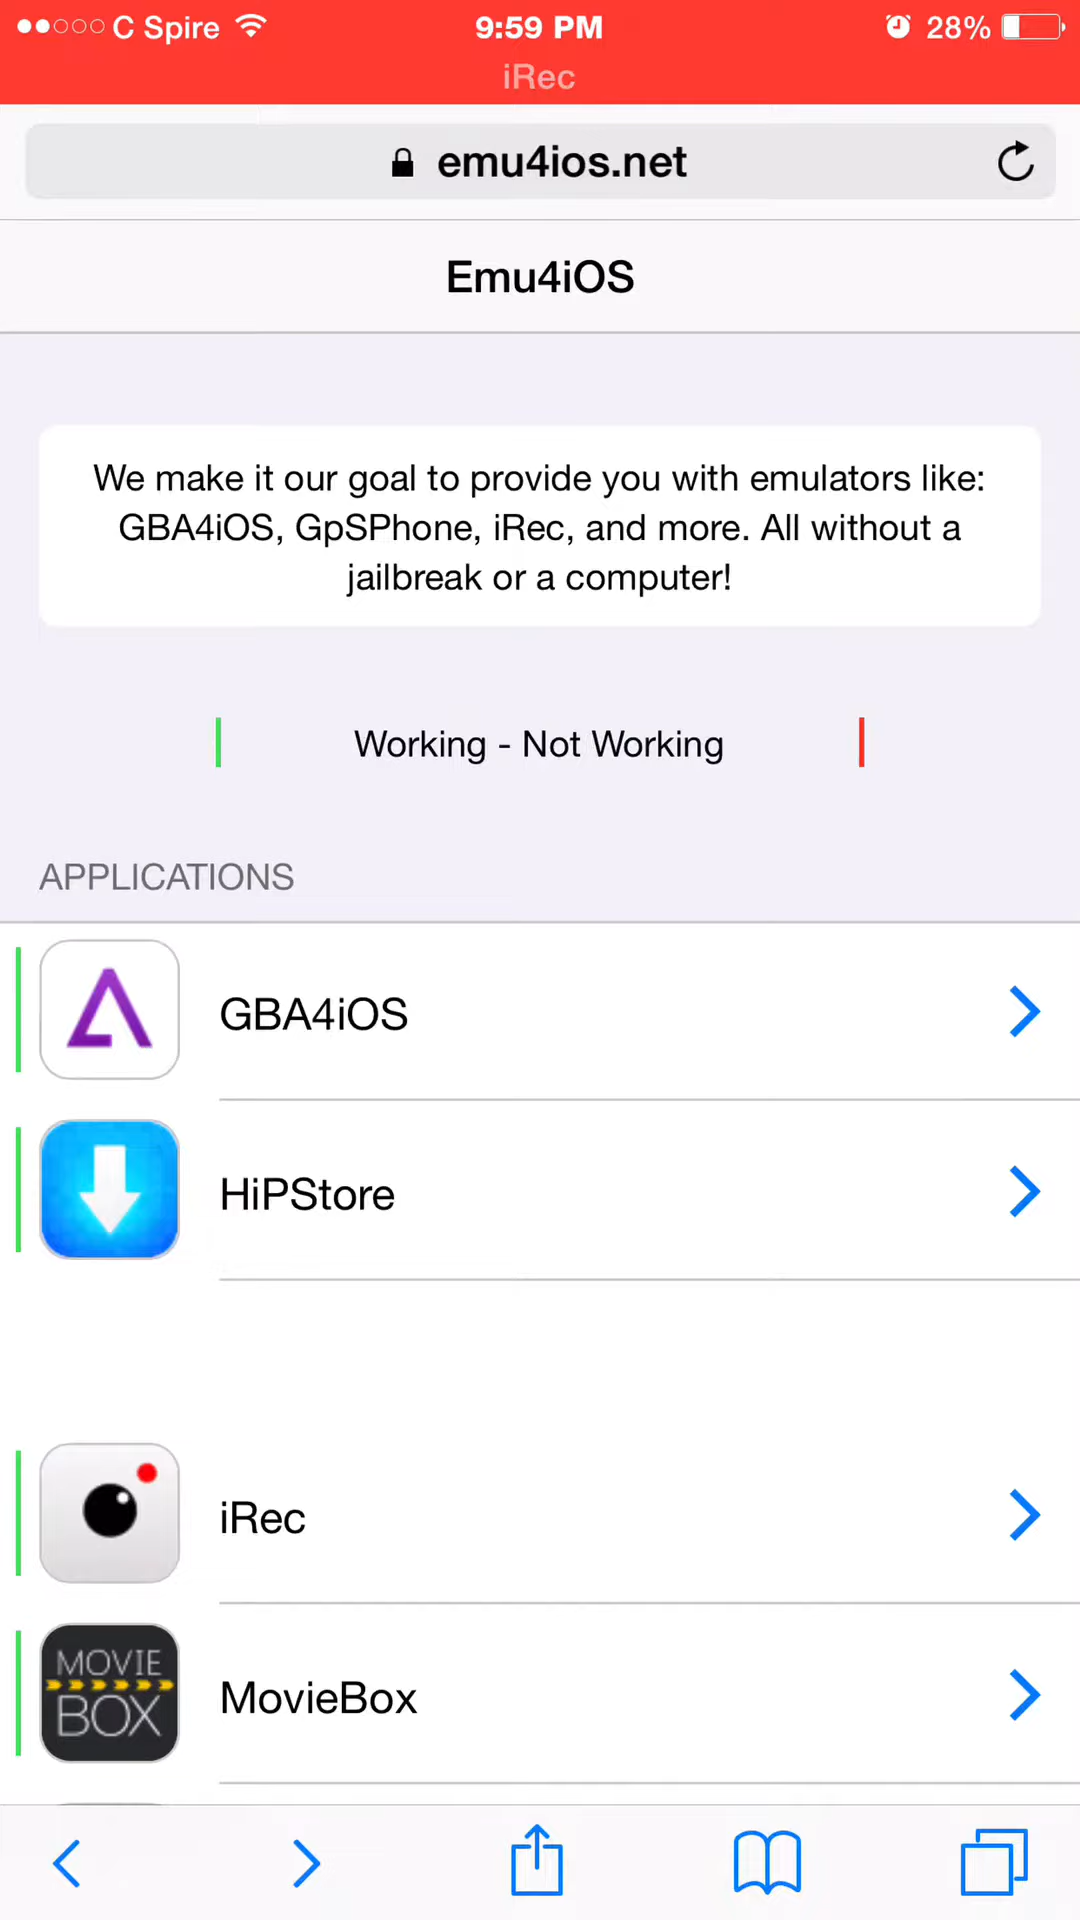 C Spire 9:59 PM 28%
iRec
emu4ios.net
Emu4iOS
We make it our goal to provide you with emulators like:
GBA4iOS, GpSPhone, iRec, and more. All without a
jailbreak or a computer!
Working - Not Working
APPLICATIONS
GBA4iOS
HiPStore
iRec
MOVIE
BOX
MovieBox